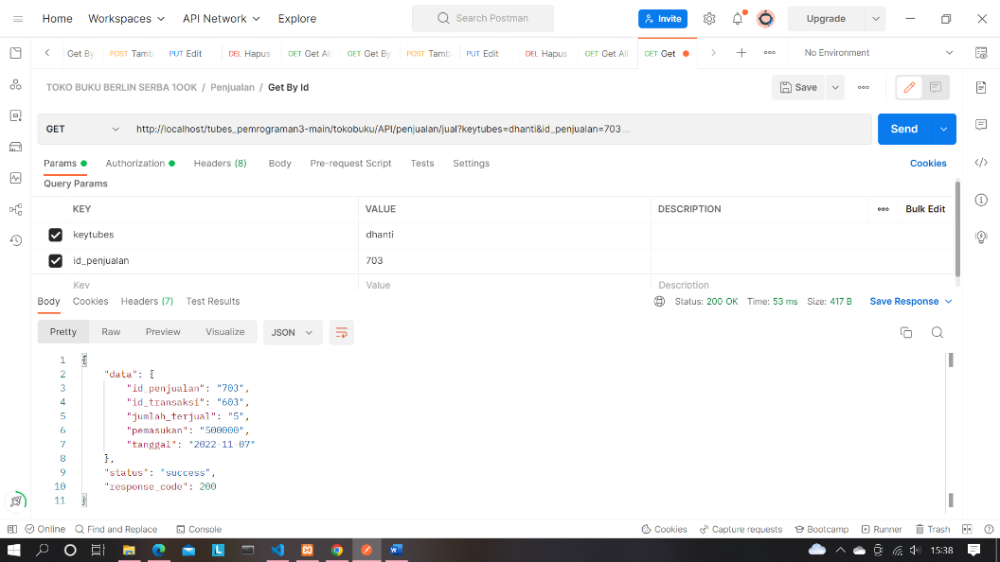 Home Workspaces API Network Explore Search Postman Invite Upgrade
Get By POST Tamb PUT Edit DEL Hapus GET Get All GET Get By POST Tamb PUT Edit DEL Hapus GET Get All GET Get No Environment
TOKO BUKU BERLIN SERBA 1OOK / Penjualan / Get By Id Save
GET http://localhost/tubes_pemrograman3-main/tokobuku/API/penjualan/jual?keytubes=dhanti&id_penjualan=703 ... Send
Params Authorization Headers (8) Body Pre-request Script Tests Settings Cookies
Query Params
KEY VALUE DESCRIPTION Bulk Edit
keytubes dhanti
id_penjualan 703
Key Value Description
Body Cookies Headers (7) Test Results Status: 200 OK Time: 53 ms Size: 417 B Save Response
Pretty Raw Preview Visualize JSON
1 {
2 "data": {
3 "id_penjualan": "703",
4 "id_transaksi": "603",
5 "jumlah_terjual": "5",
6 "pemasukan": "500000",
7 "tanggal": "2022-11-07"
8 },
9 "status": "success",
10 "response_code": 200
11 }
Online Find and Replace Console Cookies Capture requests Bootcamp Runner Trash
15:38